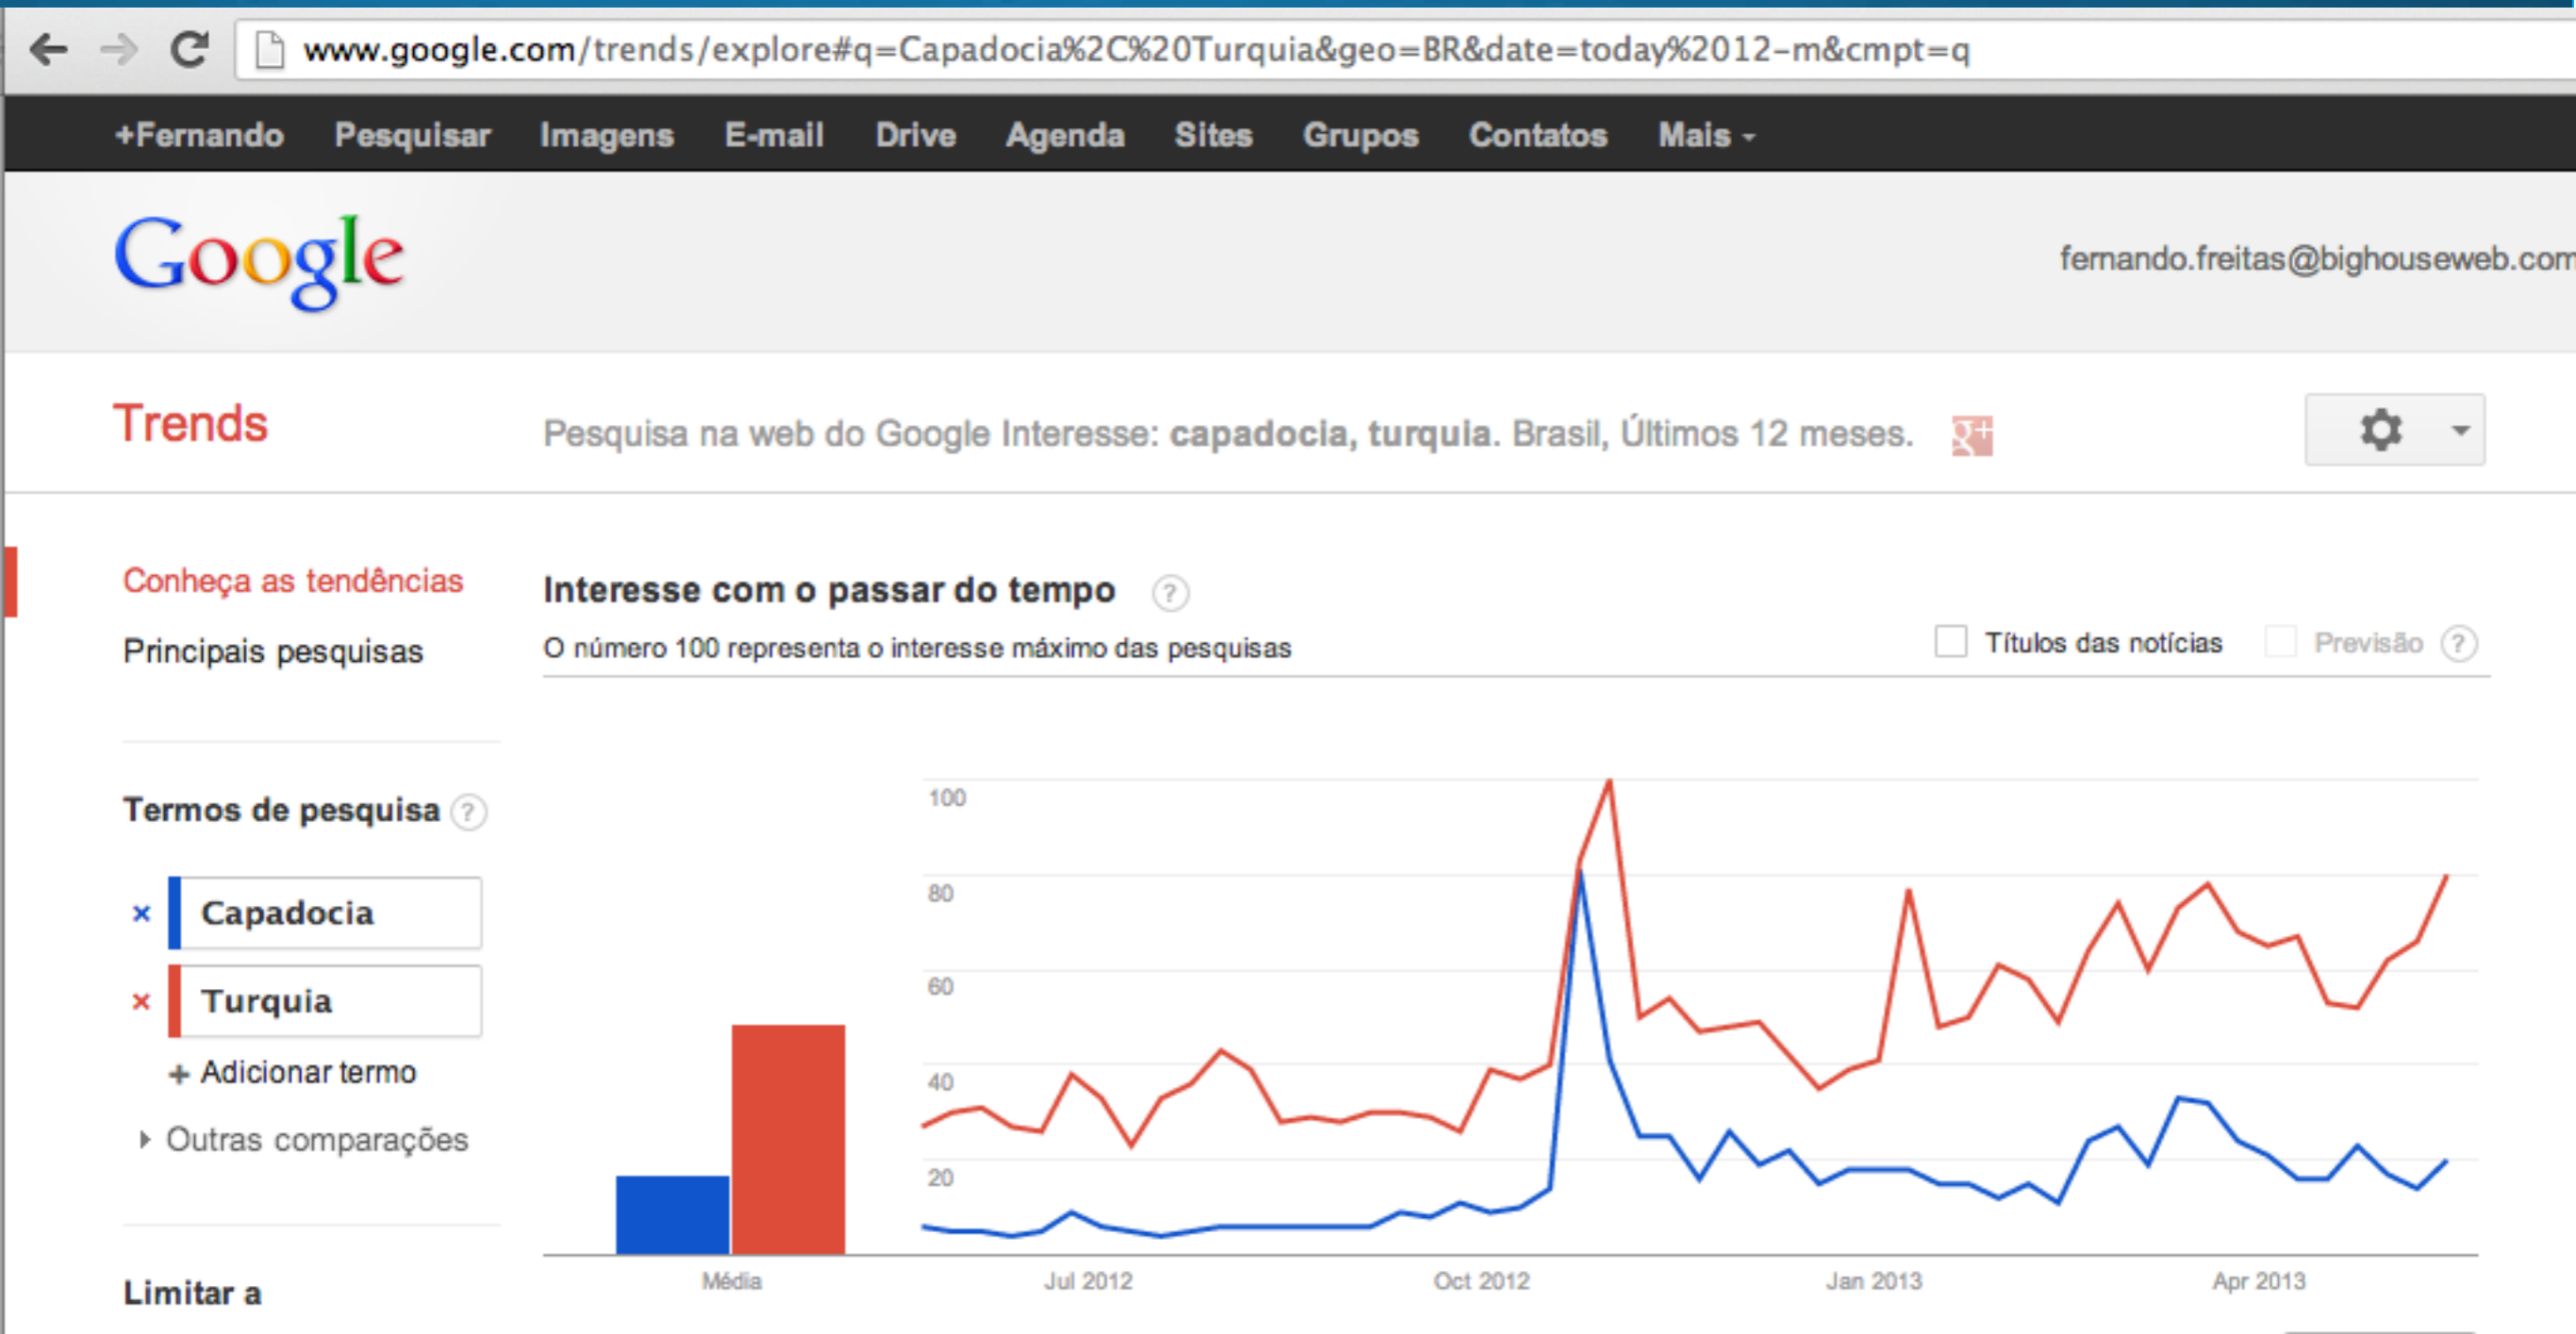 www.google.com/trends/explore#q=Capadocia%2C%20Turquia&geo=BR&date=today%2012-m&cmpt=q
+Fernando Pesquisar Imagens E-mail Drive Agenda Sites Grupos Contatos Mais
Google
fernando.freitas@bighouseweb.com
Trends
Pesquisa na web do Google Interesse: capadocia, turquia. Brasil, Últimos 12 meses. g+
Conheça as tendências
Principais pesquisas
Termos de pesquisa ?
× Capadocia
× Turquia
+ Adicionar termo
Outras comparações
Limitar a
Interesse com o passar do tempo ?
O número 100 representa o interesse máximo das pesquisas
Títulos das notícias Previsão ?
100
80
60
40
20
Média Jul 2012 Oct 2012 Jan 2013 Apr 2013